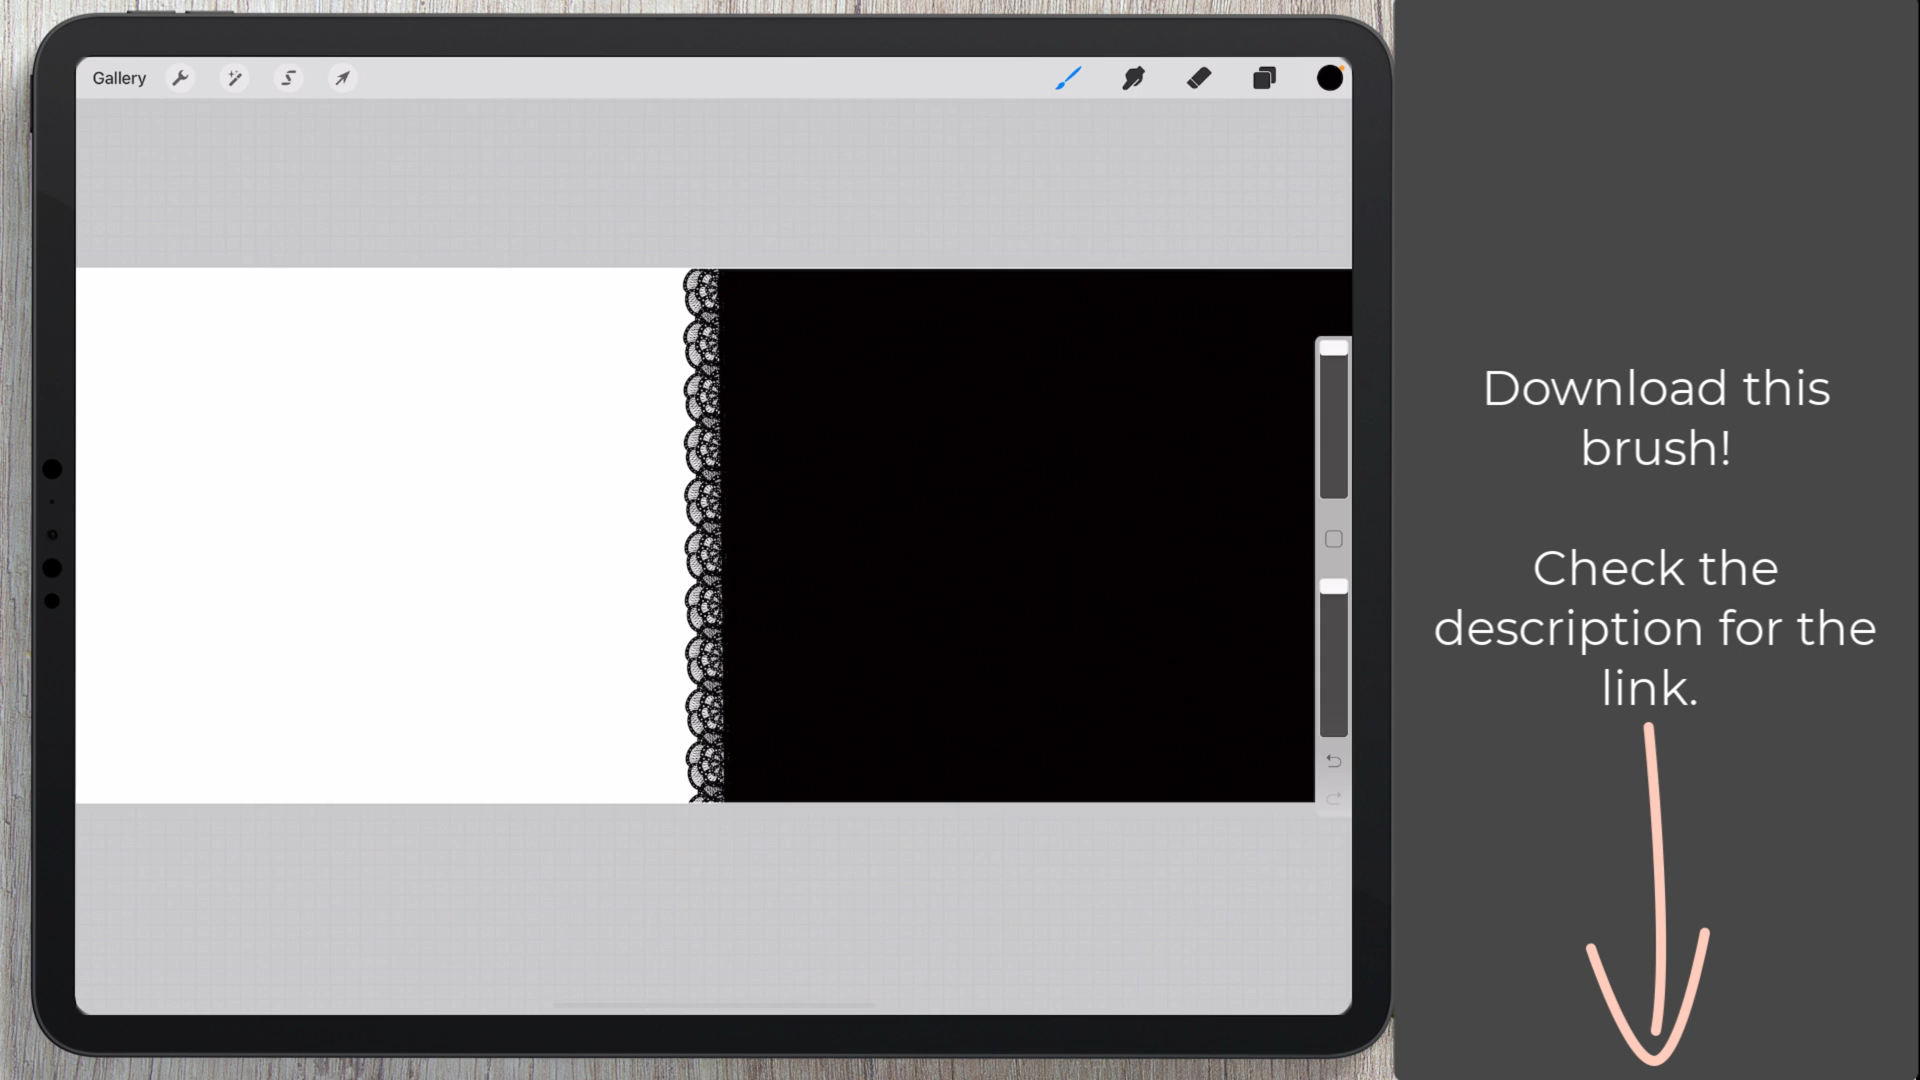 Gallery
Download this
brush!
Check the
description for the
link.